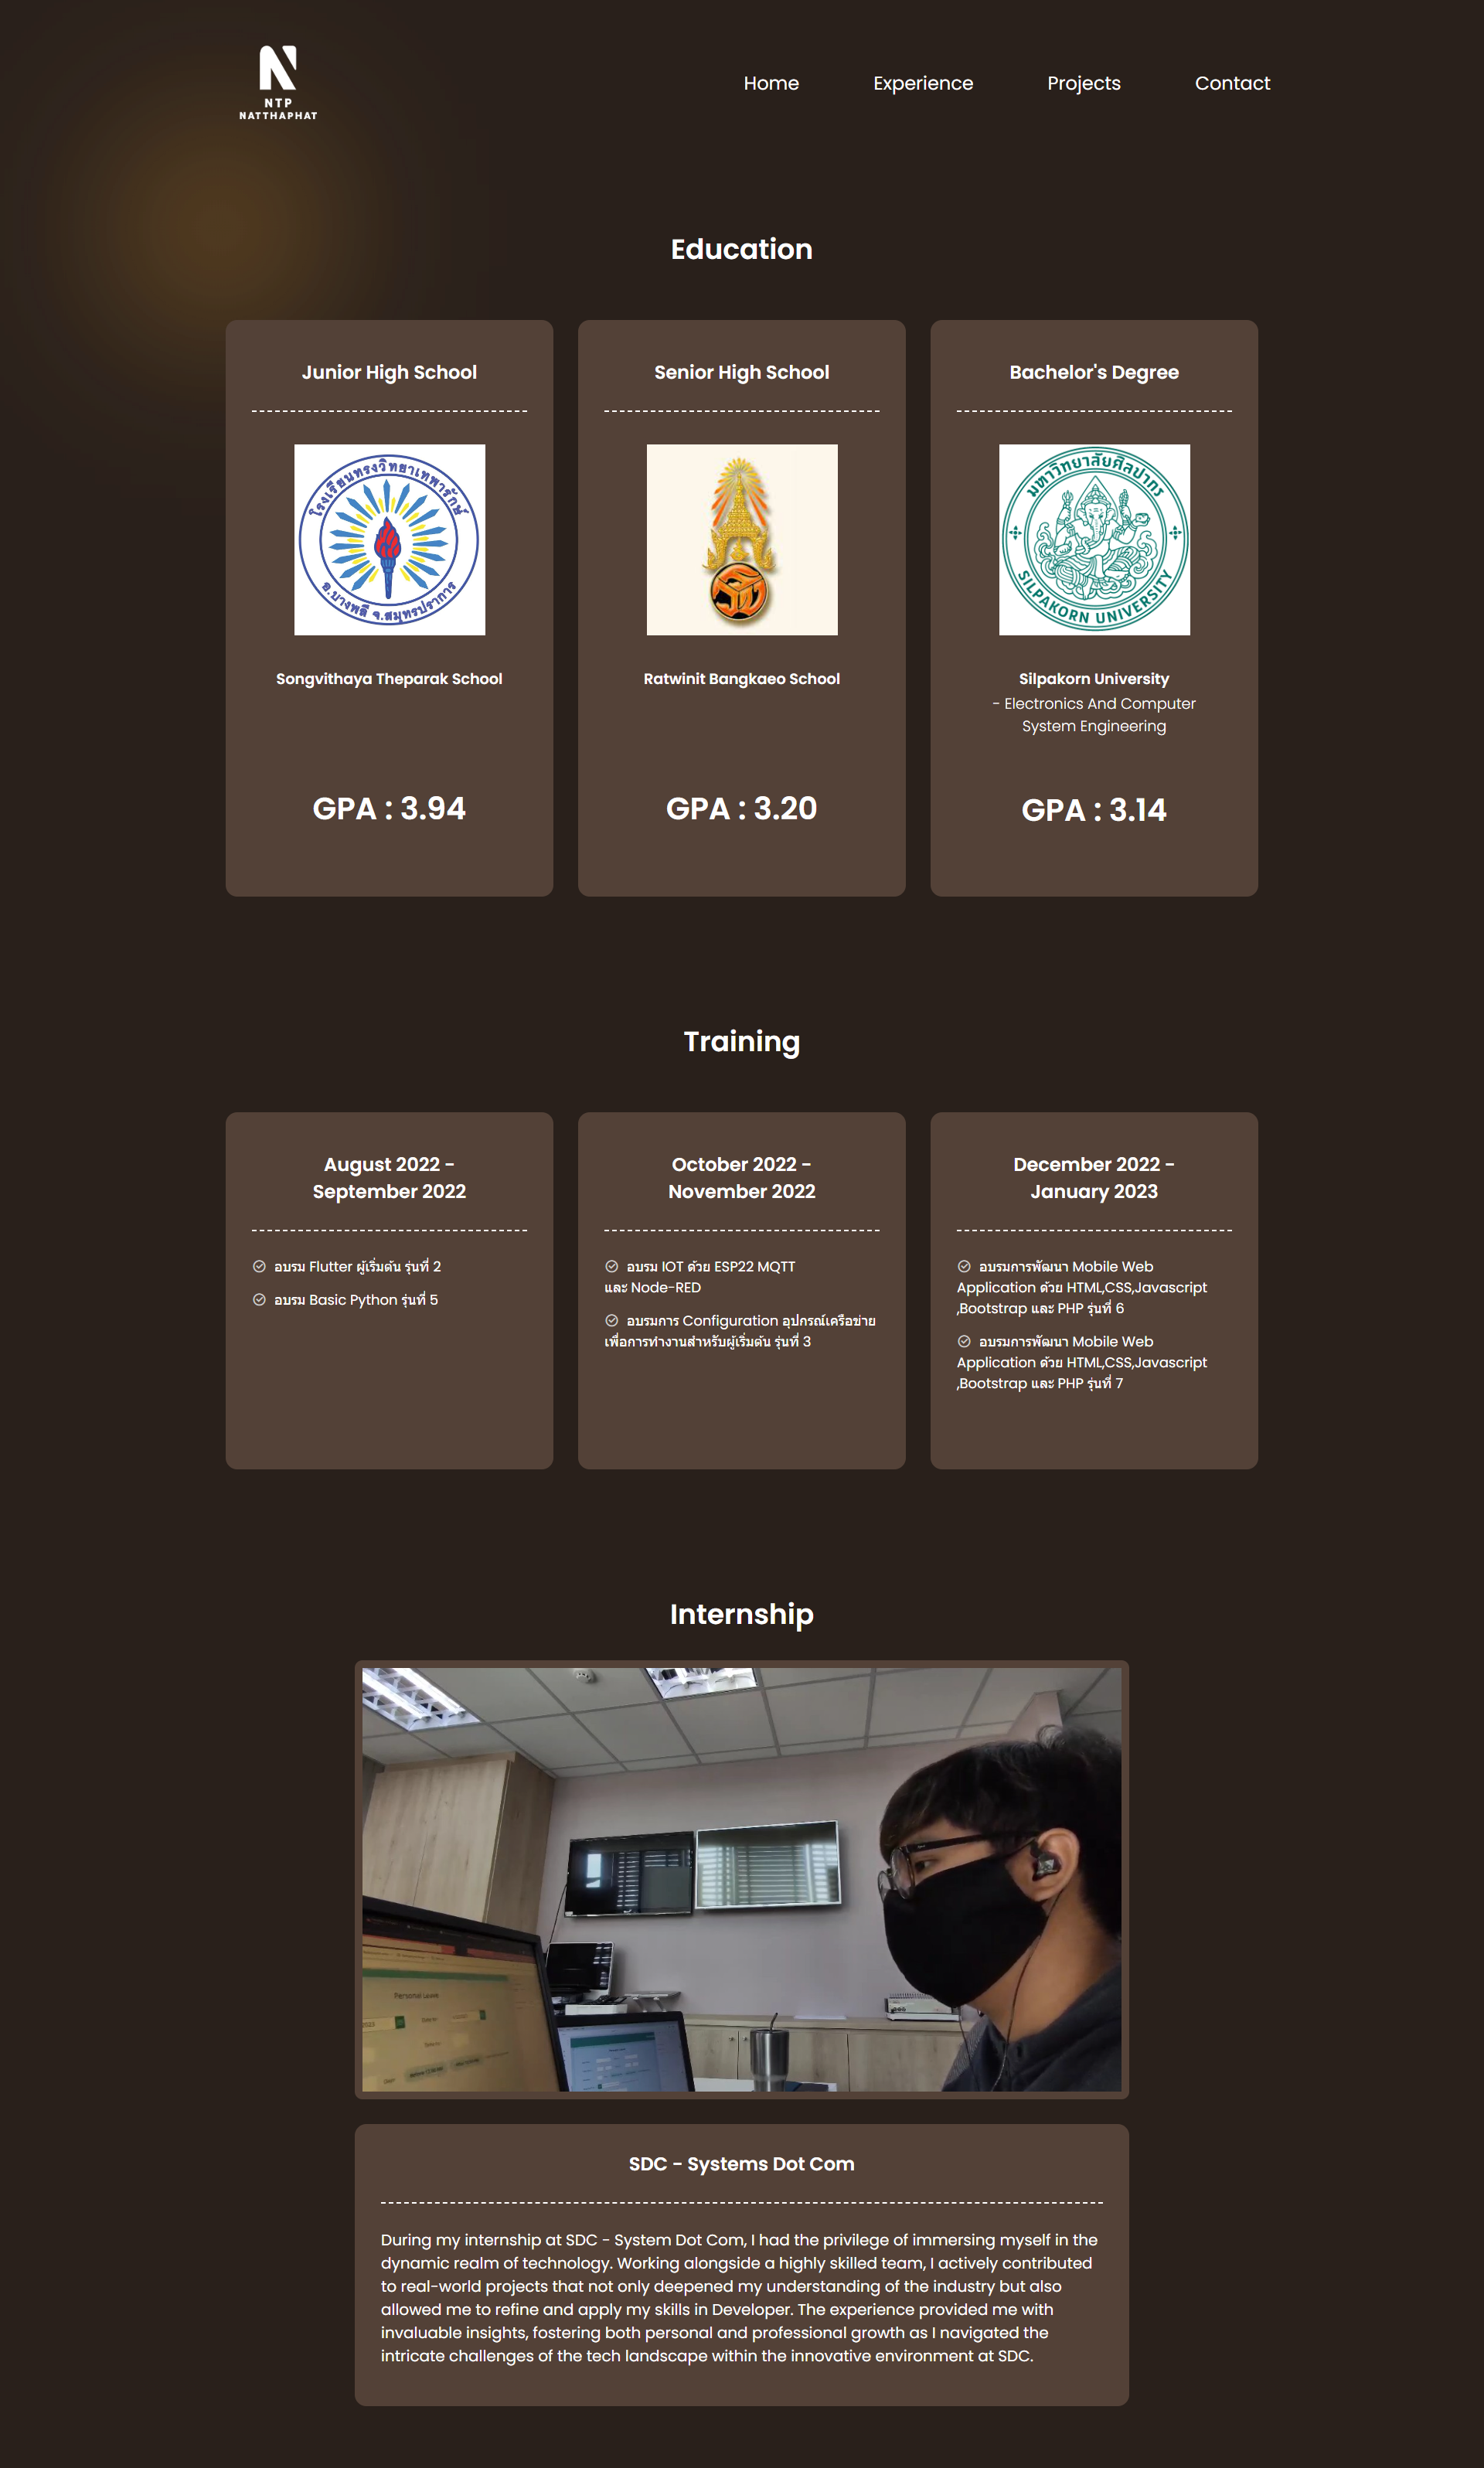 NTP
NATTHAPHAT
Home
Experience
Projects
Contact
Education
Junior High School
โรงเรียนทรงวิทยาเทพารักษ์
อ.บางพลี จ.สมุทรปราการ
Songvithaya Theparak School
GPA : 3.94
Senior High School
Ratwinit Bangkaeo School
GPA : 3.20
Bachelor's Degree
มหาวิทยาลัยศิลปากร
SILPAKORN UNIVERSITY
Silpakorn University
- Electronics And Computer
System Engineering
GPA : 3.14
Training
August 2022 -
September 2022
อบรม Flutter ผู้เริ่มต้น รุ่นที่ 2
อบรม Basic Python รุ่นที่ 5
October 2022 -
November 2022
อบรม IOT ด้วย ESP22 MQTT
และ Node-RED
อบรมการ Configuration อุปกรณ์เครือข่าย
เพื่อการทำงานสำหรับผู้เริ่มต้น รุ่นที่ 3
December 2022 -
January 2023
อบรมการพัฒนา Mobile Web
Application ด้วย HTML,CSS,Javascript
,Bootstrap และ PHP รุ่นที่ 6
อบรมการพัฒนา Mobile Web
Application ด้วย HTML,CSS,Javascript
,Bootstrap และ PHP รุ่นที่ 7
Internship
Personal Leave
SDC - Systems Dot Com
During my internship at SDC - System Dot Com, I had the privilege of immersing myself in the
dynamic realm of technology. Working alongside a highly skilled team, I actively contributed
to real-world projects that not only deepened my understanding of the industry but also
allowed me to refine and apply my skills in Developer. The experience provided me with
invaluable insights, fostering both personal and professional growth as I navigated the
intricate challenges of the tech landscape within the innovative environment at SDC.